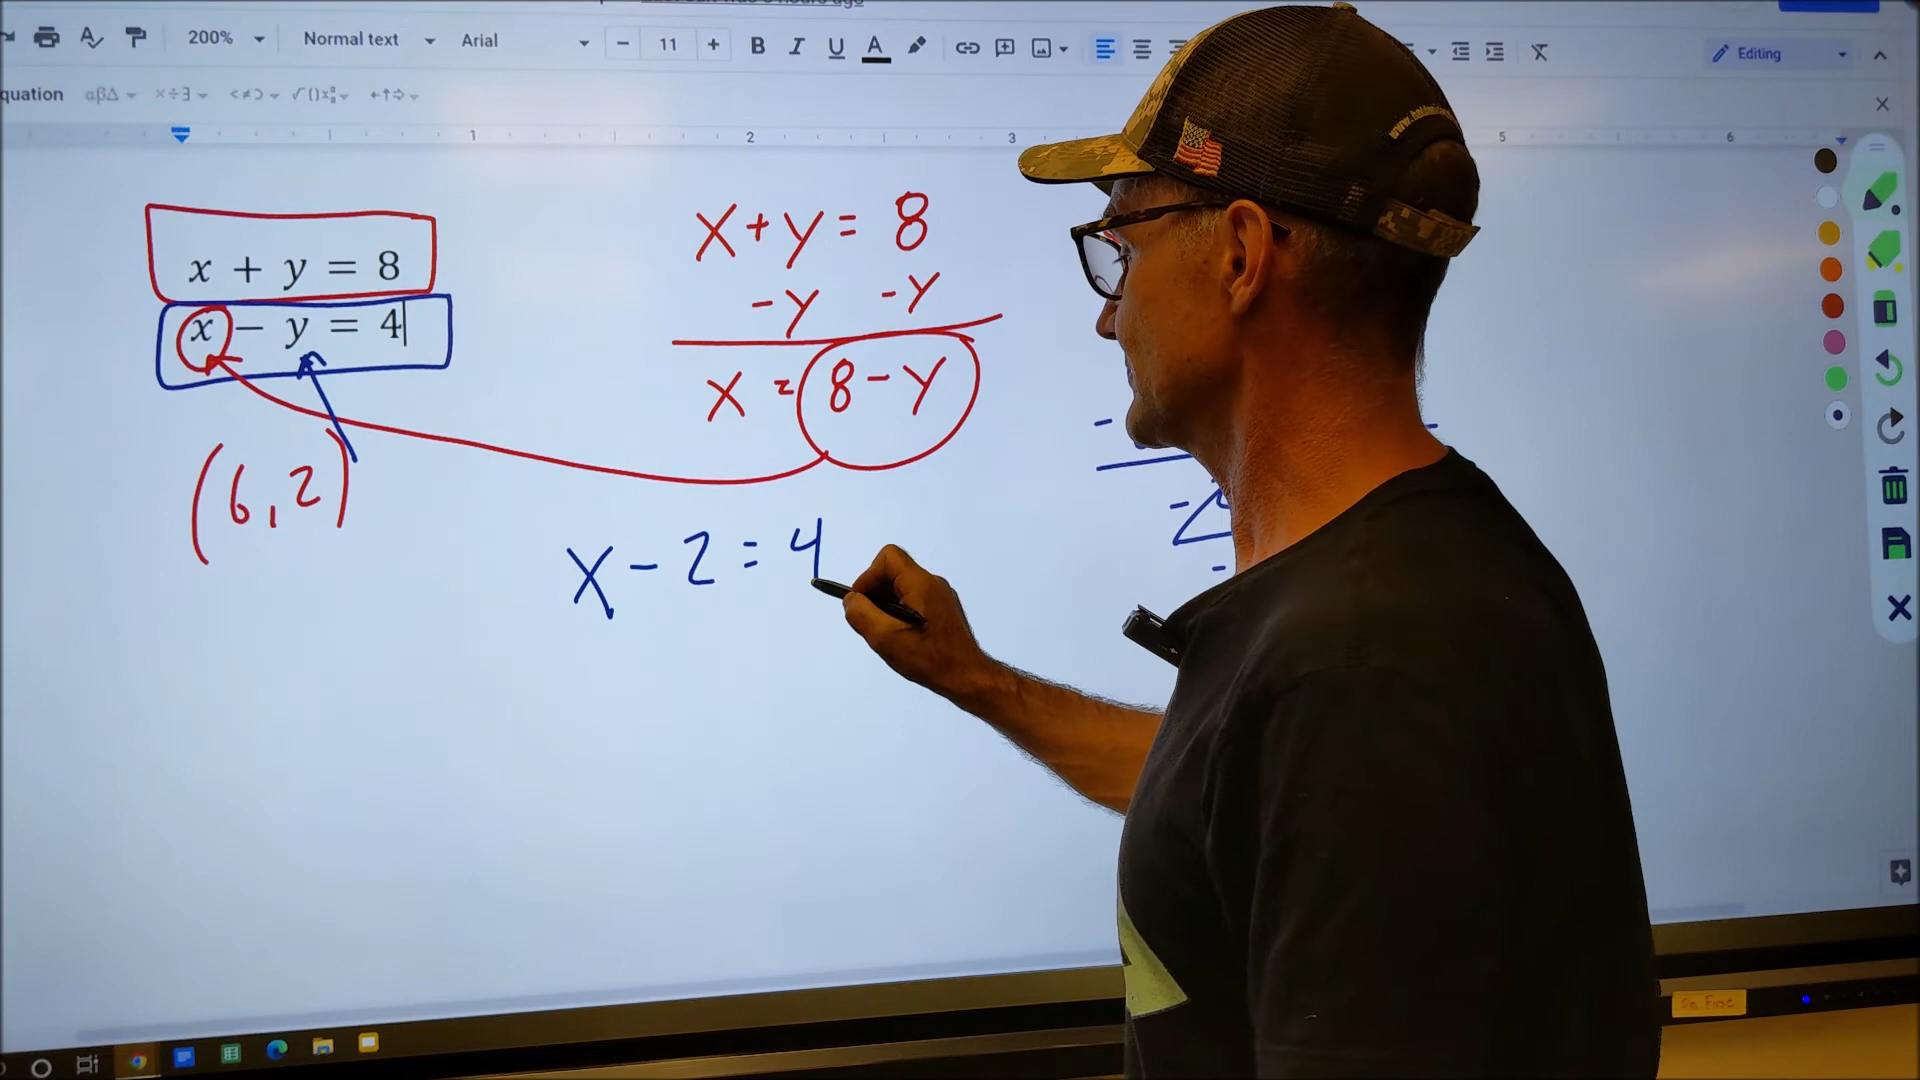 200% Normal text Arial − 11 + B I U A Editing
quation αβΔ ×÷∃ <≠⊃ √()x
1 2 3 5 6
x + y = 8
x − y = 4
(6,2)
x + y = 8
-y -y
x = 8 - y
x - 2 = 4